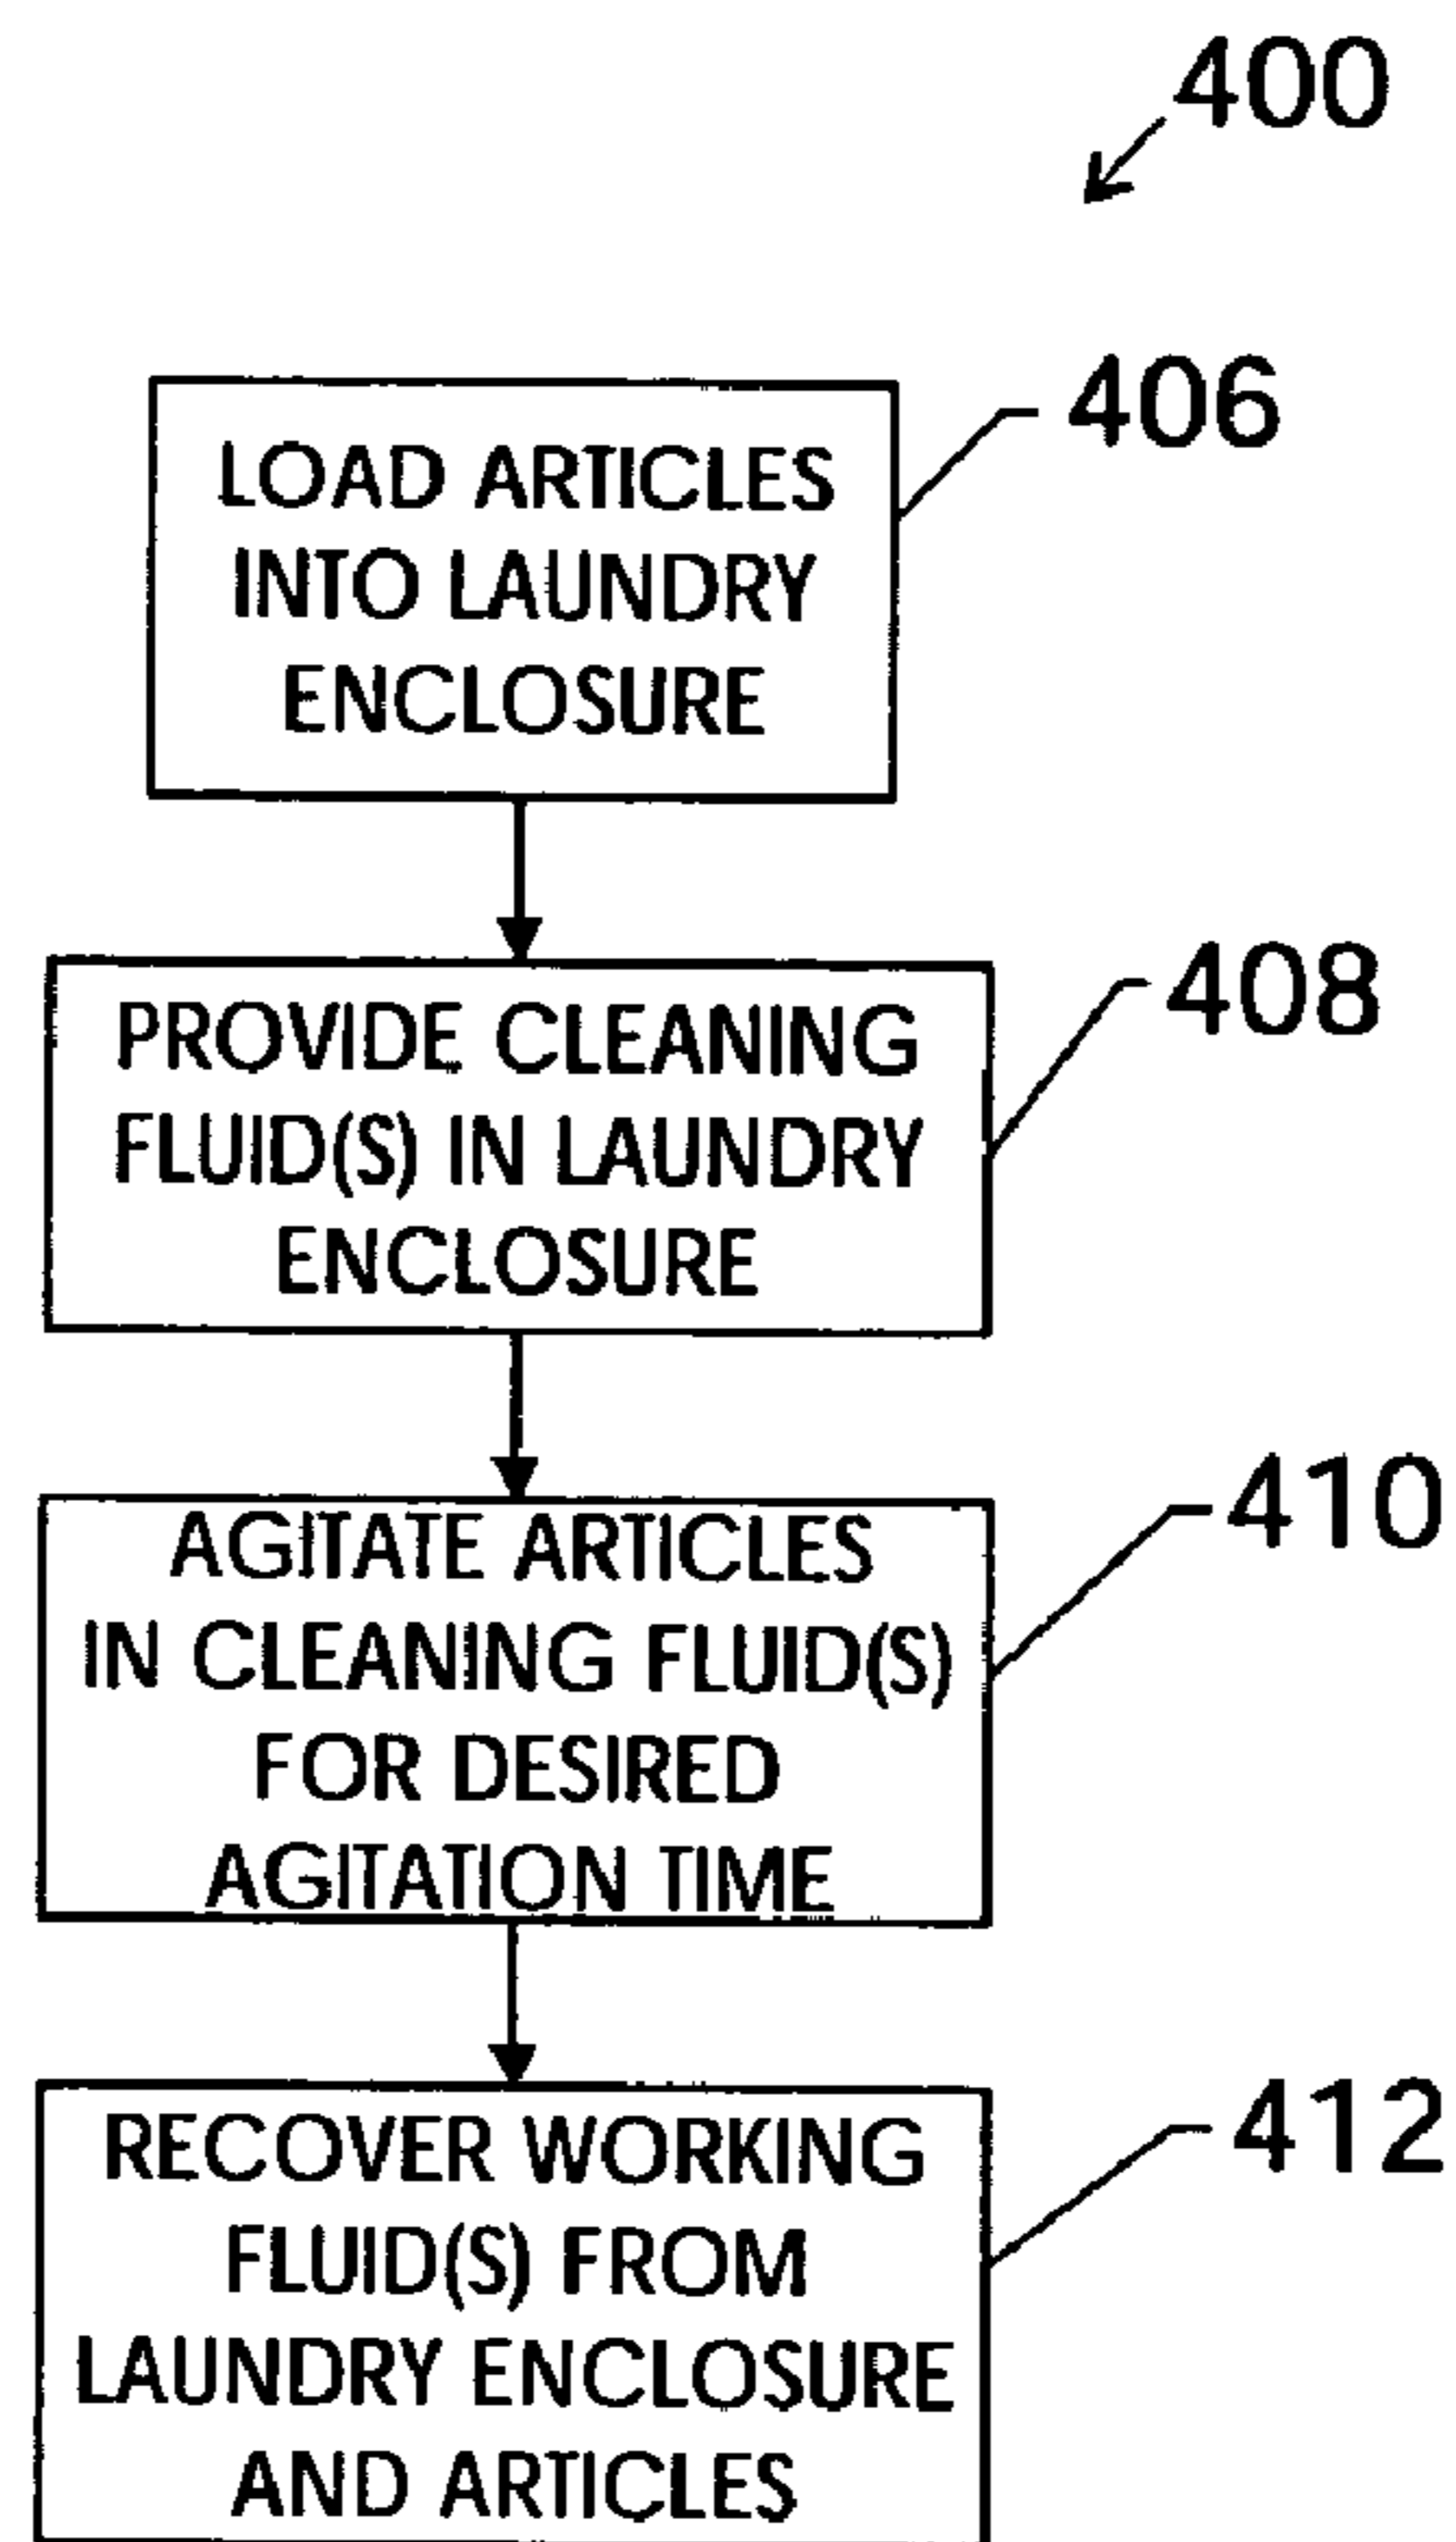 400
406
LOAD ARTICLES
INTO LAUNDRY
ENCLOSURE
408
PROVIDE CLEANING
FLUID(S) IN LAUNDRY
ENCLOSURE
410
AGITATE ARTICLES
IN CLEANING FLUID(S)
FOR DESIRED
AGITATION TIME
412
RECOVER WORKING
FLUID(S) FROM
LAUNDRY ENCLOSURE
AND ARTICLES